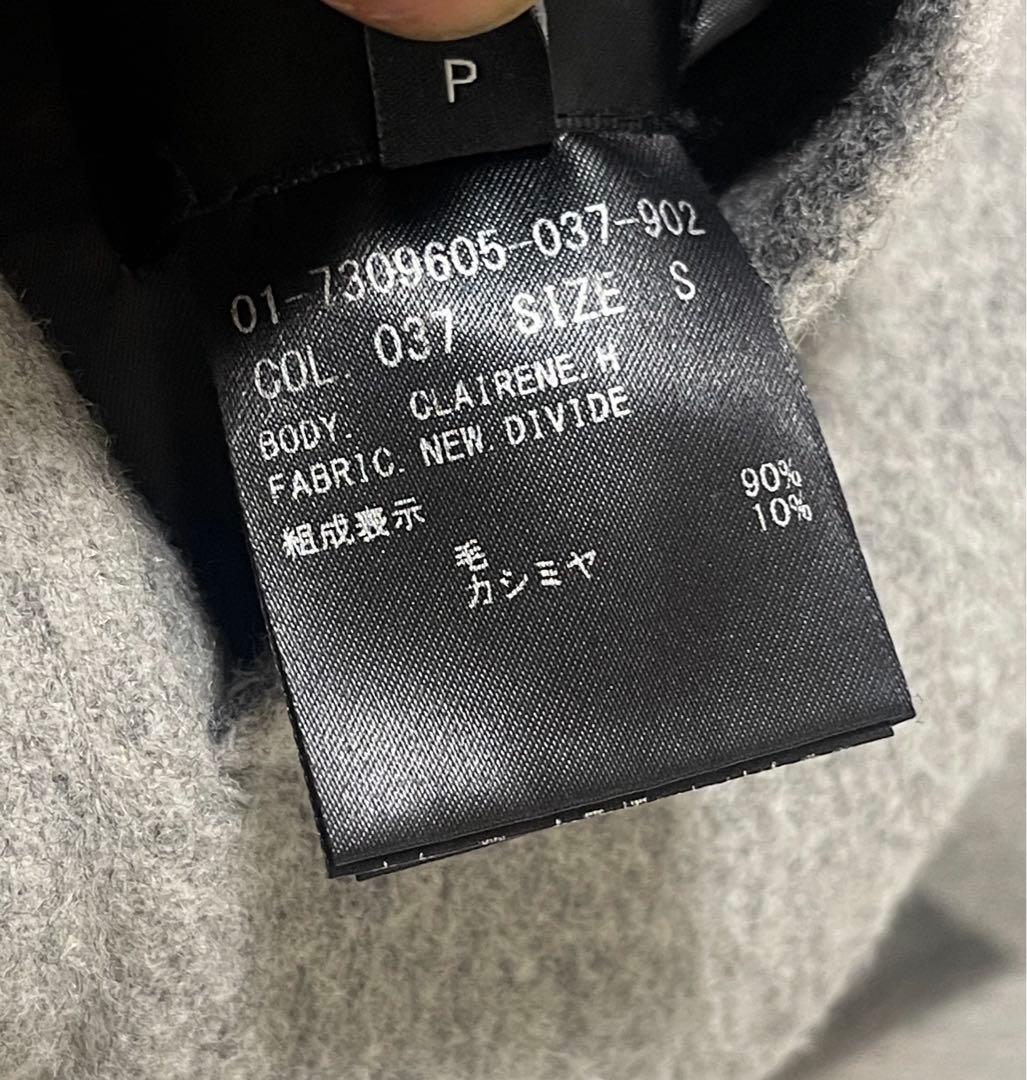 P
01-7309605-037-902
COL. 037 SIZE S
BODY. CLAIRENE.H
FABRIC. NEW.DIVIDE
組成表示
毛 90%
カシミヤ 10%